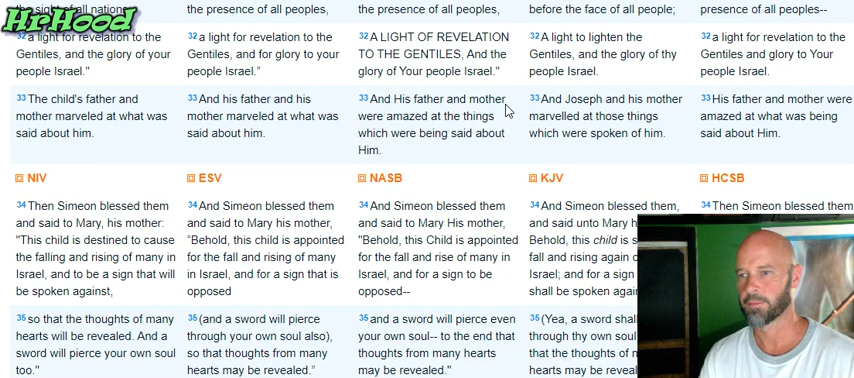 HrHood
the sight of all nations:
the presence of all peoples,
the presence of all peoples,
before the face of all people;
presence of all peoples--
32 a light for revelation to the
Gentiles, and the glory of your
people Israel."
32 a light for revelation to the
Gentiles, and for glory to your
people Israel.”
32 A LIGHT OF REVELATION
TO THE GENTILES, And the
glory of Your people Israel."
32 A light to lighten the
Gentiles, and the glory of thy
people Israel.
32 a light for revelation to the
Gentiles and glory to Your
people Israel.
33 The child's father and
mother marveled at what was
said about him.
33 And his father and his
mother marveled at what was
said about him.
33 And His father and mother
were amazed at the things
which were being said about
Him.
33 And Joseph and his mother
marvelled at those things
which were spoken of him.
33 His father and mother were
amazed at what was being
said about Him.
NIV
ESV
NASB
KJV
HCSB
34 Then Simeon blessed them
and said to Mary, his mother:
"This child is destined to cause
the falling and rising of many in
Israel, and to be a sign that will
be spoken against,
34 And Simeon blessed them
and said to Mary his mother,
“Behold, this child is appointed
for the fall and rising of many
in Israel, and for a sign that is
opposed
34 And Simeon blessed them
and said to Mary His mother,
"Behold, this Child is appointed
for the fall and rise of many in
Israel, and for a sign to be
opposed--
34 And Simeon blessed them,
and said unto Mary
Behold, this child is
fall and rising again
Israel; and for a sign
shall be spoken
34 Then Simeon blessed them
35 so that the thoughts of many
hearts will be revealed. And a
sword will pierce your own soul
too."
35 (and a sword will pierce
through your own soul also),
so that thoughts from many
hearts may be revealed.”
35 and a sword will pierce even
your own soul-- to the end that
thoughts from many hearts
may be revealed."
35 (Yea, a sword
through thy own soul
that the thoughts of
hearts may be